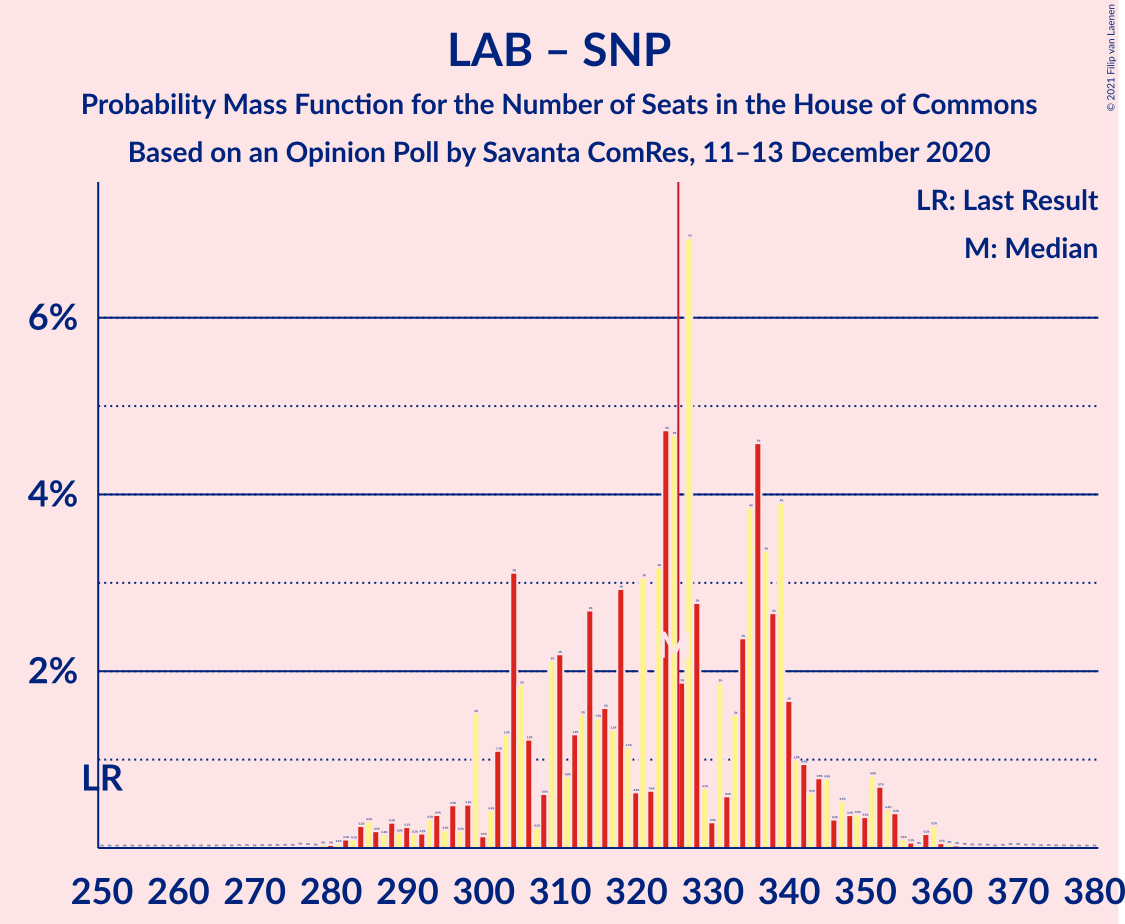 LAB – SNP
Probability Mass Function for the Number of Seats in the House of Commons
Based on an Opinion Poll by Savanta ComRes, 11–13 December 2020
© 2021 Filip van Laenen
LR: Last Result
M: Median
6%
4%
2%
LR
M
250 260 270 280 290 300 310 320 330 340 350 360 370 380